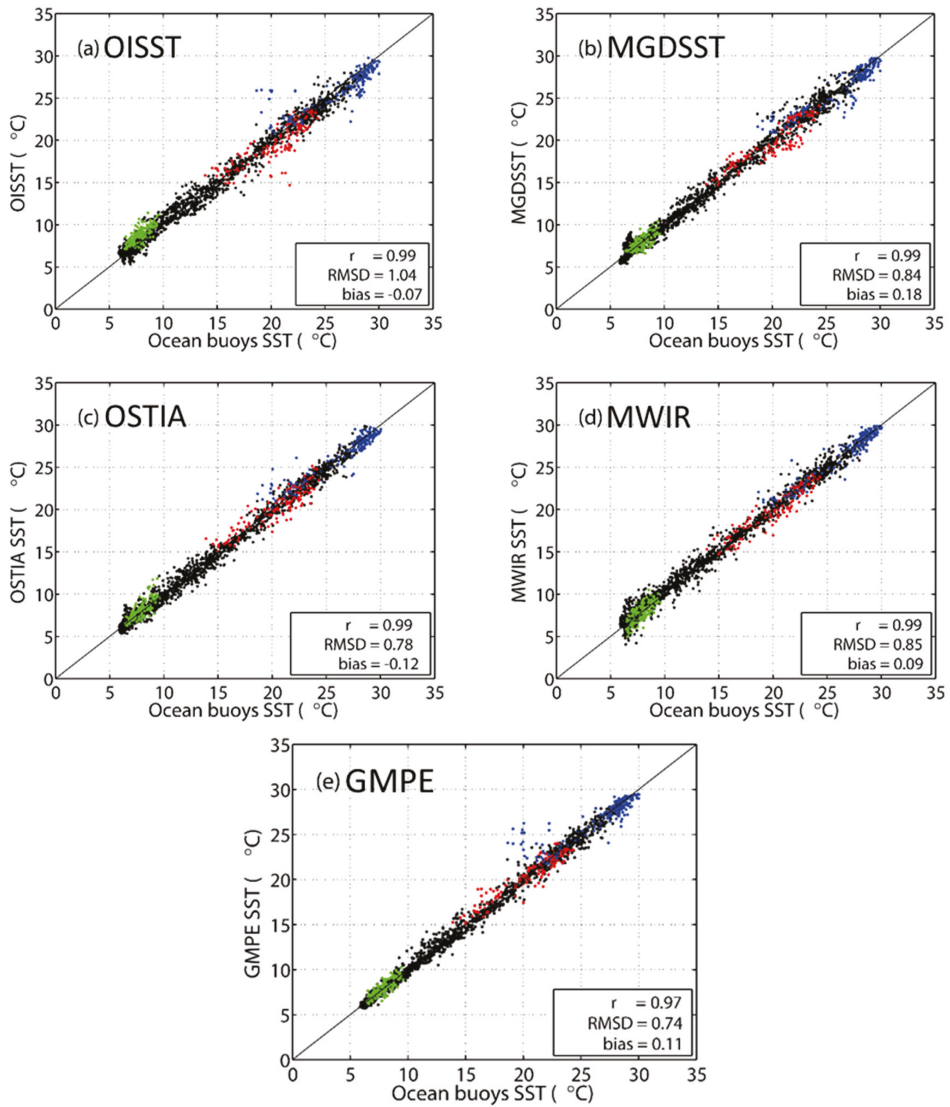 (a) OISST
35
30
25
20
15
10
5
0
OISST ( °C)
r = 0.99
RMSD = 1.04
bias = -0.07
0 5 10 15 20 25 30 35
Ocean buoys SST ( °C)
(b) MGDSST
35
30
25
20
15
10
5
0
MGDSST ( °C)
r = 0.99
RMSD = 0.84
bias = 0.18
0 5 10 15 20 25 30 35
Ocean buoys SST ( °C)
(c) OSTIA
35
30
25
20
15
10
5
0
OSTIA SST ( °C)
r = 0.99
RMSD = 0.78
bias = -0.12
0 5 10 15 20 25 30 35
Ocean buoys SST ( °C)
(d) MWIR
35
30
25
20
15
10
5
0
MWIR SST ( °C)
r = 0.99
RMSD = 0.85
bias = 0.09
0 5 10 15 20 25 30 35
Ocean buoys SST ( °C)
(e) GMPE
35
30
25
20
15
10
5
0
GMPE SST ( °C)
r = 0.97
RMSD = 0.74
bias = 0.11
0 5 10 15 20 25 30 35
Ocean buoys SST ( °C)